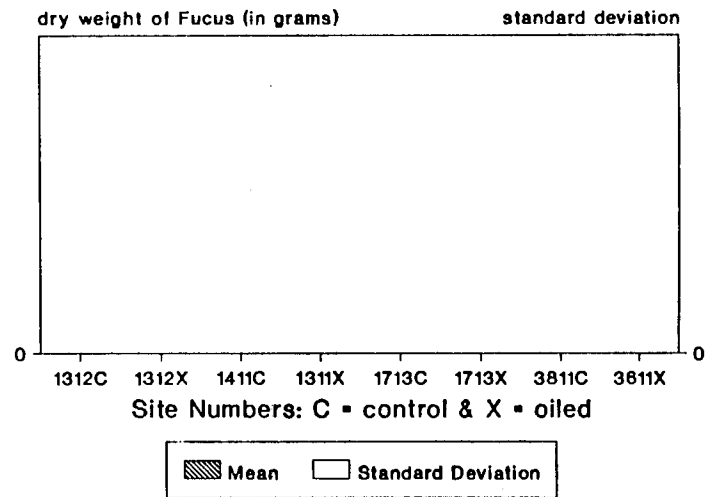 dry weight of Fucus (in grams) standard deviation
0 0
1312C 1312X 1411C 1311X 1713C 1713X 3811C 3611X
Site Numbers: C = control & X = oiled
Mean Standard Deviation